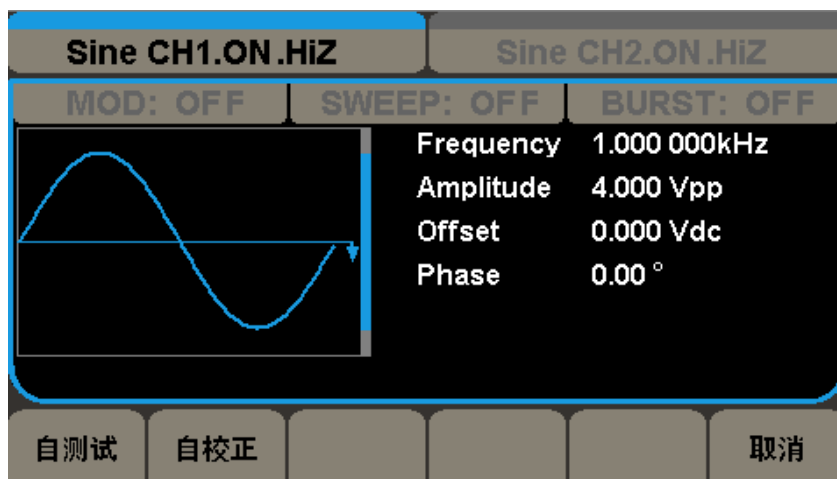 Sine CH1.ON.HiZ
Sine CH2.ON.HiZ
MOD: OFF
SWEEP: OFF
BURST: OFF
Frequency 1.000 000kHz
Amplitude 4.000 Vpp
Offset 0.000 Vdc
Phase 0.00 °
自测试 自校正 取消